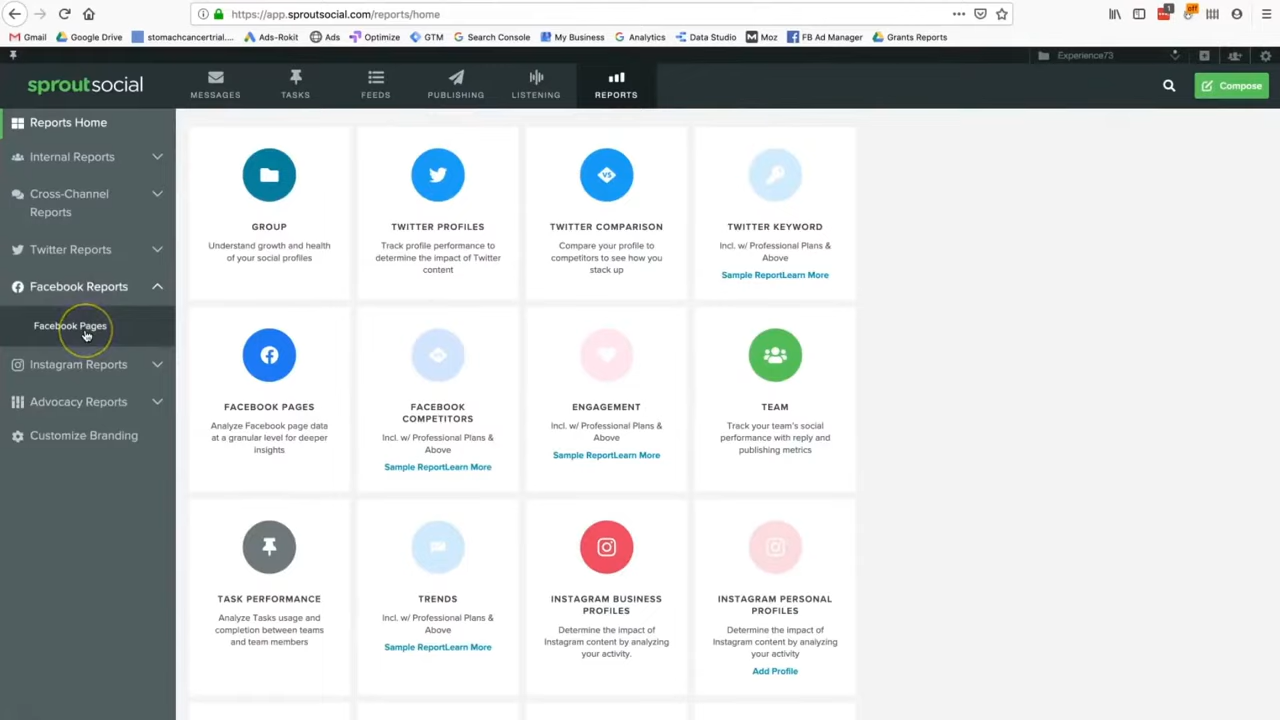 https://app.sproutsocial.com/reports/home
Gmail
Google Drive
stomachcancertrial....
Ads-Rokit
Ads
Optimize
GTM
Search Console
My Business
Analytics
Data Studio
Moz
FB Ad Manager
Grants Reports
1
off
Experience73
sproutsocial
MESSAGES
TASKS
FEEDS
PUBLISHING
LISTENING
REPORTS
Compose
Reports Home
Internal Reports
Cross-Channel
Reports
Twitter Reports
Facebook Reports
Facebook Pages
Instagram Reports
Advocacy Reports
Customize Branding
GROUP
Understand growth and health
of your social profiles
TWITTER PROFILES
Track profile performance to
determine the impact of Twitter
content
VS
TWITTER COMPARISON
Compare your profile to
competitors to see how you
stack up
TWITTER KEYWORD
Incl. w/ Professional Plans &
Above
Sample ReportLearn More
FACEBOOK PAGES
Analyze Facebook page data
at a granular level for deeper
insights
FACEBOOK
COMPETITORS
Incl. w/ Professional Plans &
Above
Sample ReportLearn More
ENGAGEMENT
Incl. w/ Professional Plans &
Above
Sample ReportLearn More
TEAM
Track your team's social
performance with reply and
publishing metrics
TASK PERFORMANCE
Analyze Tasks usage and
completion between teams
and team members
TRENDS
Incl. w/ Professional Plans &
Above
Sample ReportLearn More
INSTAGRAM BUSINESS
PROFILES
Determine the impact of
Instagram content by analyzing
your activity.
INSTAGRAM PERSONAL
PROFILES
Determine the impact of
Instagram content by analyzing
your activity
Add Profile